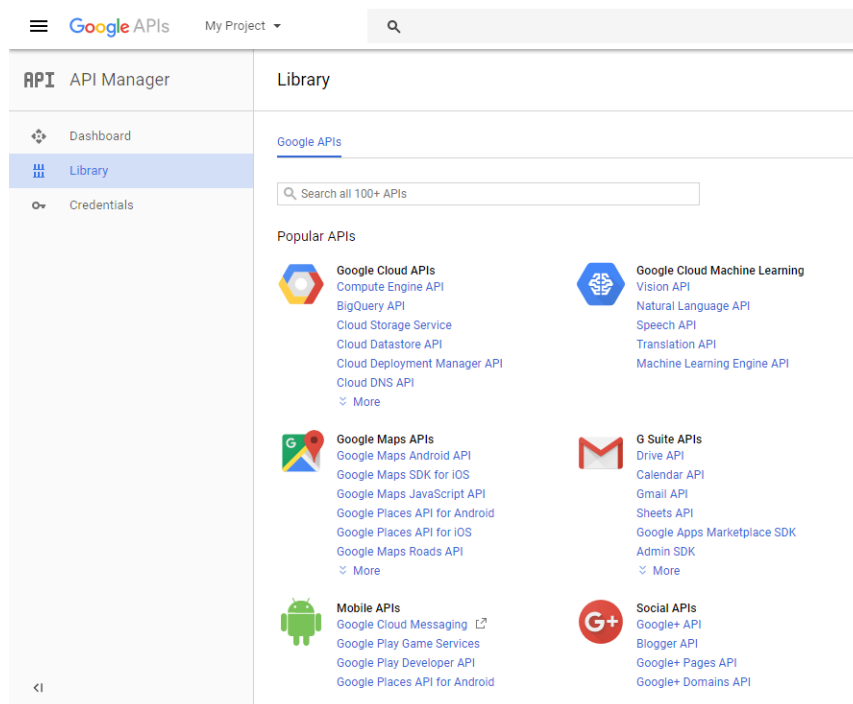 Google APIs My Project
API API Manager
Library
Dashboard
Library
Credentials
Google APIs
Search all 100+ APIs
Popular APIs
Google Cloud APIs
Compute Engine API
BigQuery API
Cloud Storage Service
Cloud Datastore API
Cloud Deployment Manager API
Cloud DNS API
More
Google Cloud Machine Learning
Vision API
Natural Language API
Speech API
Translation API
Machine Learning Engine API
G
Google Maps APIs
Google Maps Android API
Google Maps SDK for iOS
Google Maps JavaScript API
Google Places API for Android
Google Places API for iOS
Google Maps Roads API
More
G Suite APIs
Drive API
Calendar API
Gmail API
Sheets API
Google Apps Marketplace SDK
Admin SDK
More
Mobile APIs
Google Cloud Messaging
Google Play Game Services
Google Play Developer API
Google Places API for Android
G+
Social APIs
Google+ API
Blogger API
Google+ Pages API
Google+ Domains API